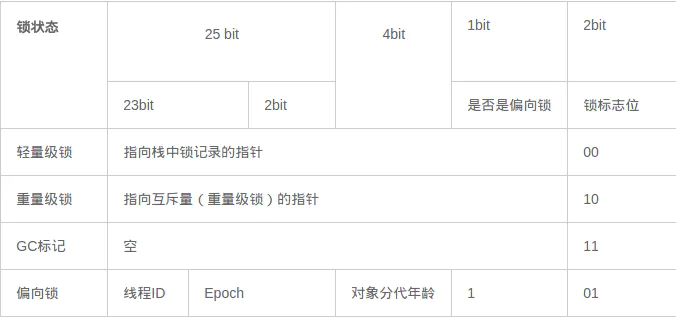 锁状态 25 bit 4bit 1bit 2bit
23bit 2bit 是否是偏向锁 锁标志位
轻量级锁 指向栈中锁记录的指针 00
重量级锁 指向互斥量（重量级锁）的指针 10
GC标记 空 11
偏向锁 线程ID Epoch 对象分代年龄 1 01